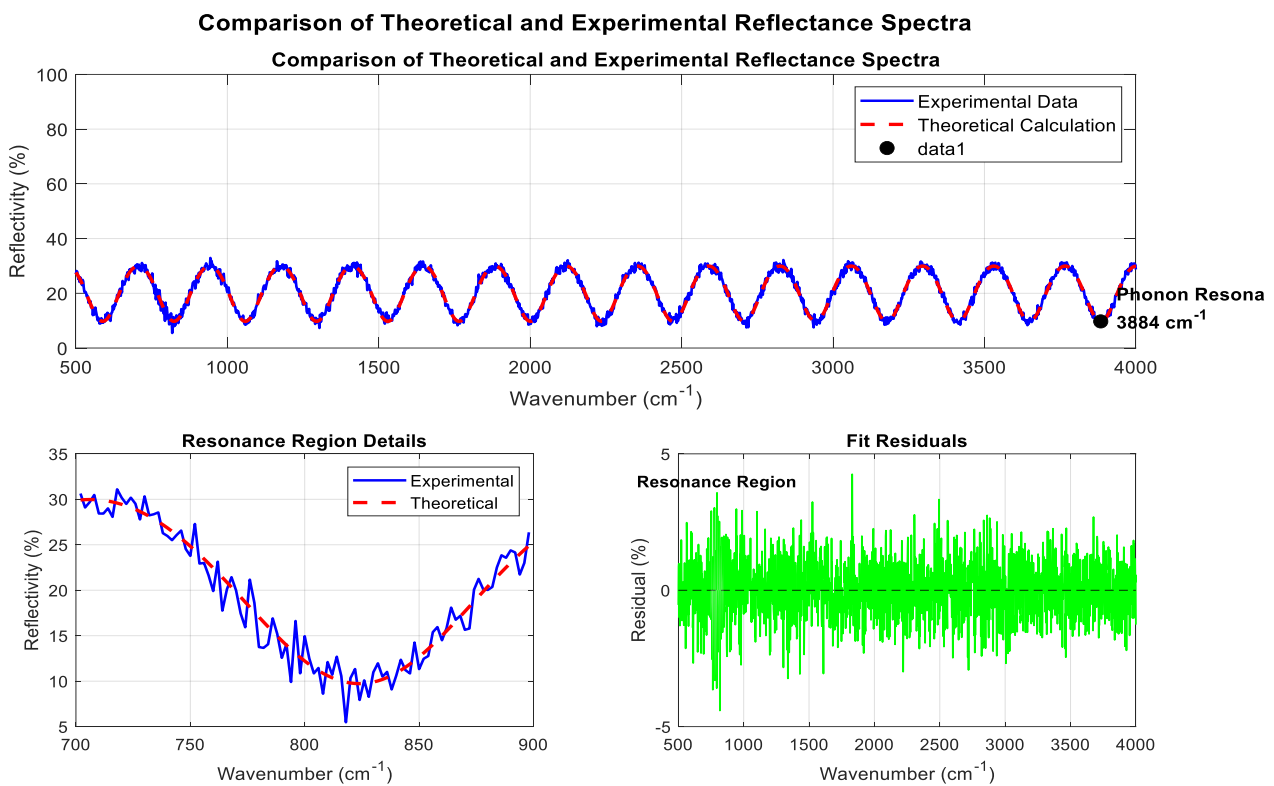 Comparison of Theoretical and Experimental Reflectance Spectra
Comparison of Theoretical and Experimental Reflectance Spectra
Reflectivity (%)
100
80
60
40
20
0
Experimental Data
Theoretical Calculation
data1
Phonon Resona
3884 cm⁻¹
500 1000 1500 2000 2500 3000 3500 4000
Wavenumber (cm⁻¹)
Resonance Region Details
Reflectivity (%)
35
30
25
20
15
10
5
Experimental
Theoretical
700 750 800 850 900
Wavenumber (cm⁻¹)
Fit Residuals
Residual (%)
5
0
-5
Resonance Region
500 1000 1500 2000 2500 3000 3500 4000
Wavenumber (cm⁻¹)